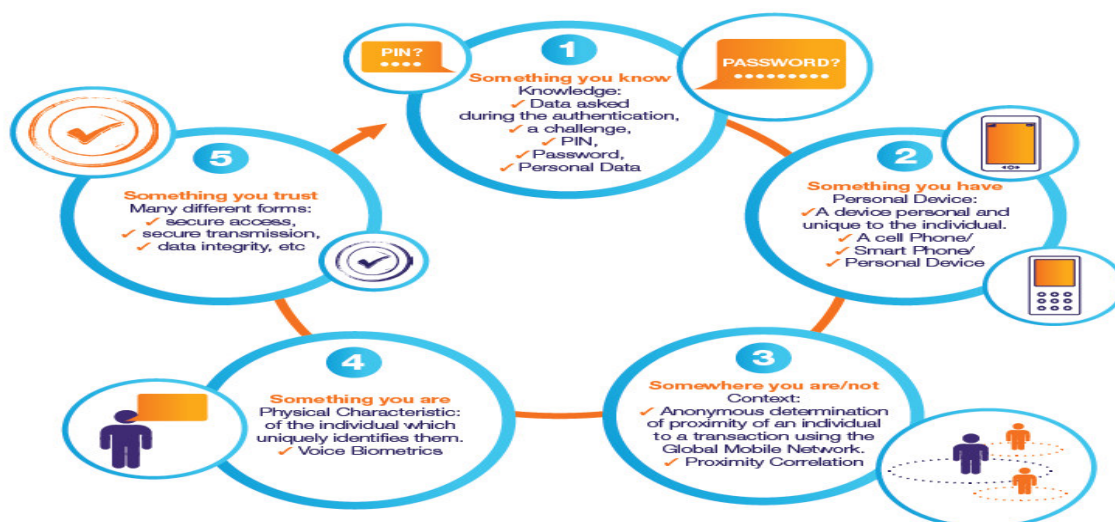 1
PIN?
PASSWORD?
Something you know
Knowledge:
✓ Data asked
during the authentication,
✓ a challenge,
✓ PIN,
✓ Password,
✓ Personal Data
2
Something you have
Personal Device:
✓A device personal and
unique to the individual.
✓ A cell Phone/
✓ Smart Phone/
✓ Personal Device
3
Somewhere you are/not
Context:
✓ Anonymous determination
of proximity of an individual
to a transaction using the
Global Mobile Network.
✓ Proximity Correlation
4
Something you are
Physical Characteristic:
of the individual which
uniquely identifies them.
✓ Voice Biometrics
5
Something you trust
Many different forms:
✓ secure access,
✓ secure transmission,
✓ data integrity, etc